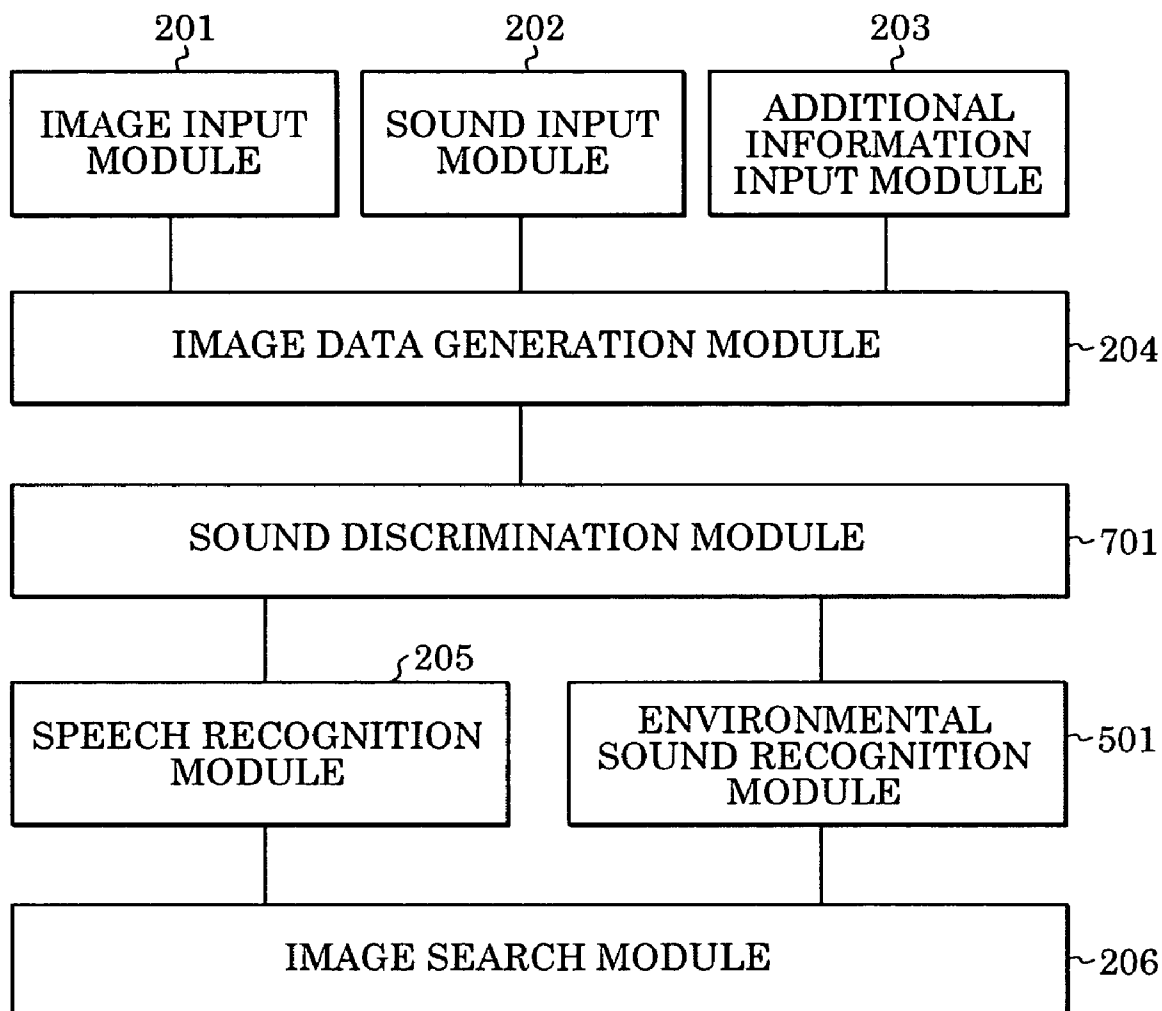 201
202
203
IMAGE INPUT
MODULE
SOUND INPUT
MODULE
ADDITIONAL
INFORMATION
INPUT MODULE
IMAGE DATA GENERATION MODULE
204
SOUND DISCRIMINATION MODULE
701
205
SPEECH RECOGNITION
MODULE
ENVIRONMENTAL
SOUND RECOGNITION
MODULE
501
IMAGE SEARCH MODULE
206